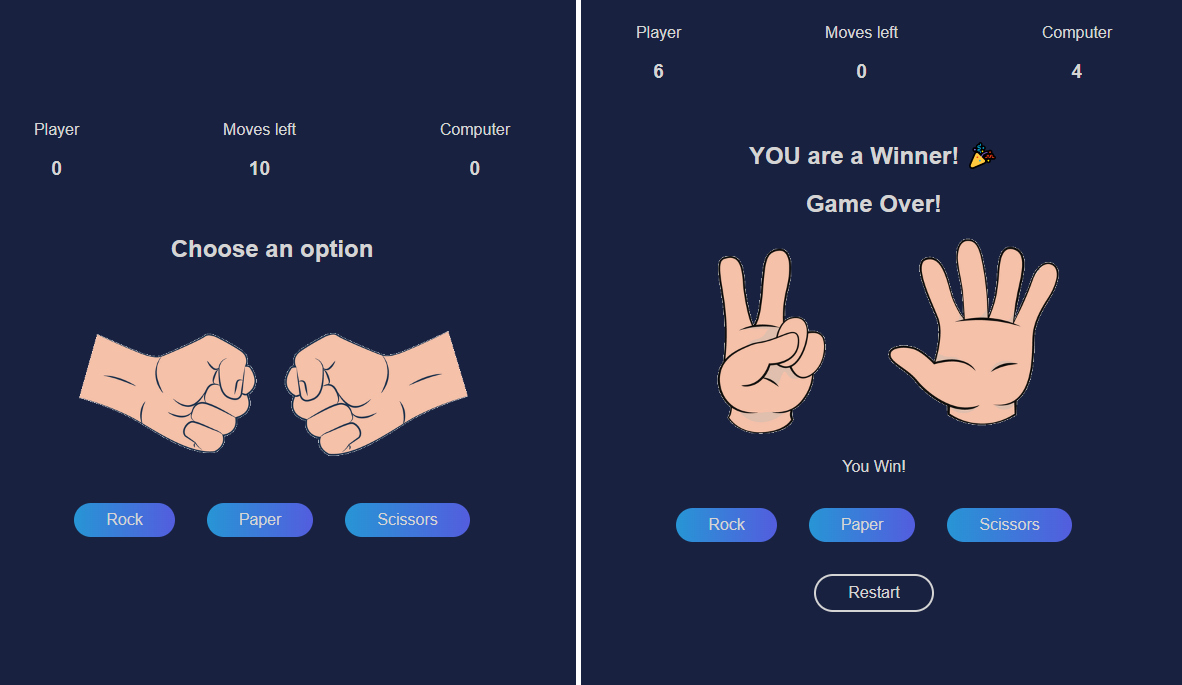 Player Moves left Computer
0 10 0
Choose an option
Rock Paper Scissors
Player Moves left Computer
6 0 4
YOU are a Winner! 🎉
Game Over!
You Win!
Rock Paper Scissors
Restart